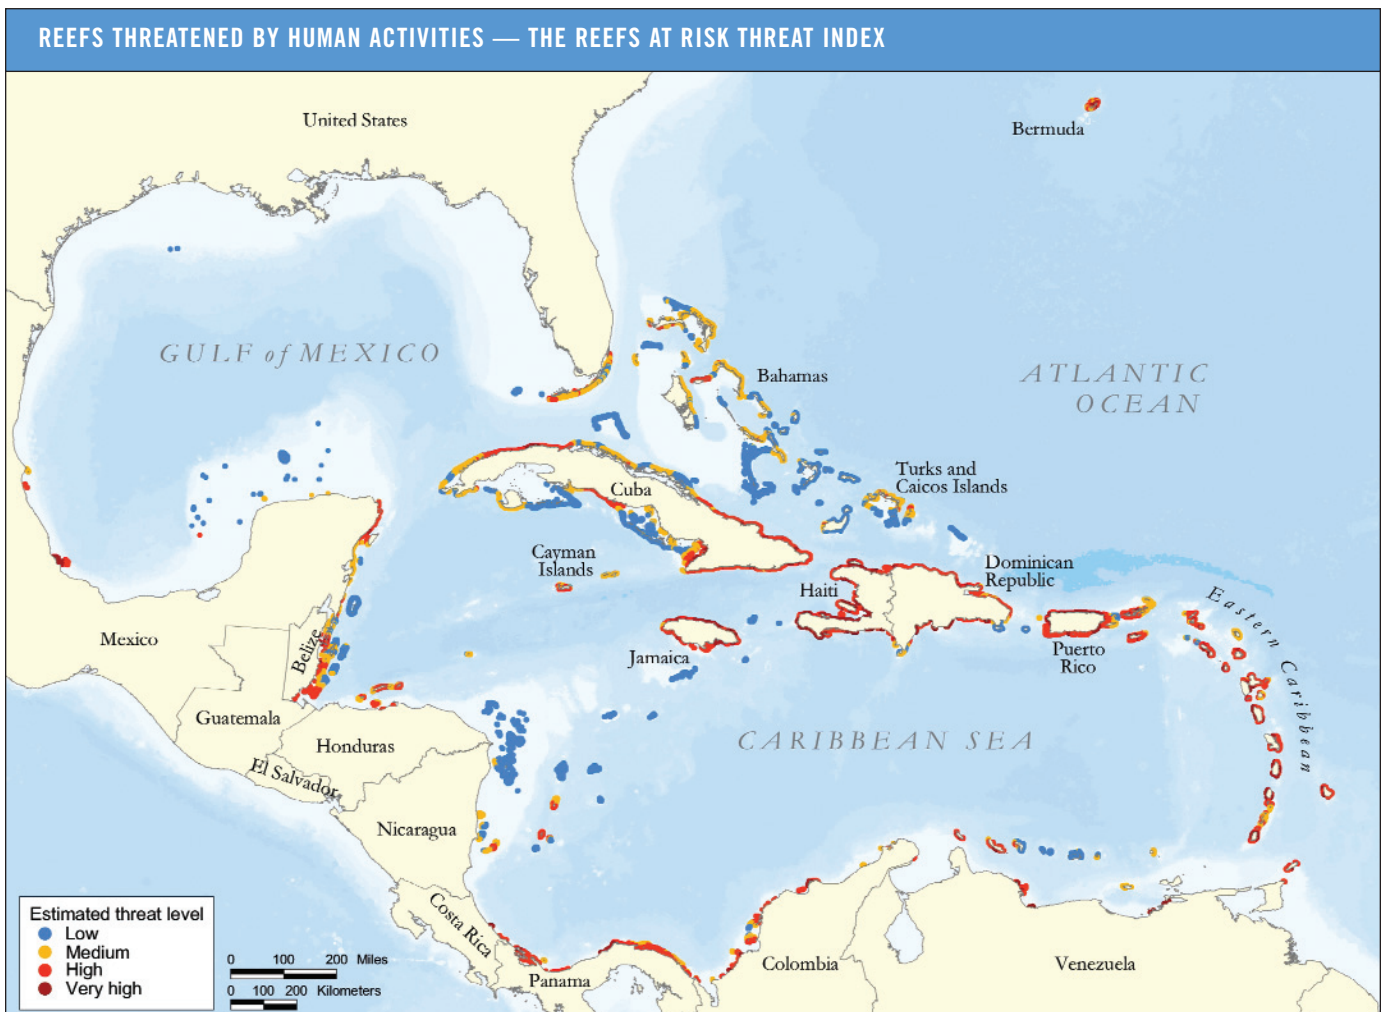 REEFS THREATENED BY HUMAN ACTIVITIES — THE REEFS AT RISK THREAT INDEX
United States
Bermuda
GULF of MEXICO
ATLANTIC
OCEAN
Bahamas
Turks and
Caicos Islands
Cuba
Cayman
Islands
Dominican
Republic
Haiti
Eastern Caribbean
Mexico
Belize
Jamaica
Puerto
Rico
Guatemala
Honduras
CARIBBEAN SEA
El Salvador
Nicaragua
Costa Rica
Panama
Colombia
Venezuela
Estimated threat level
Low
Medium
High
Very high
0 100 200 Miles
0 100 200 Kilometers